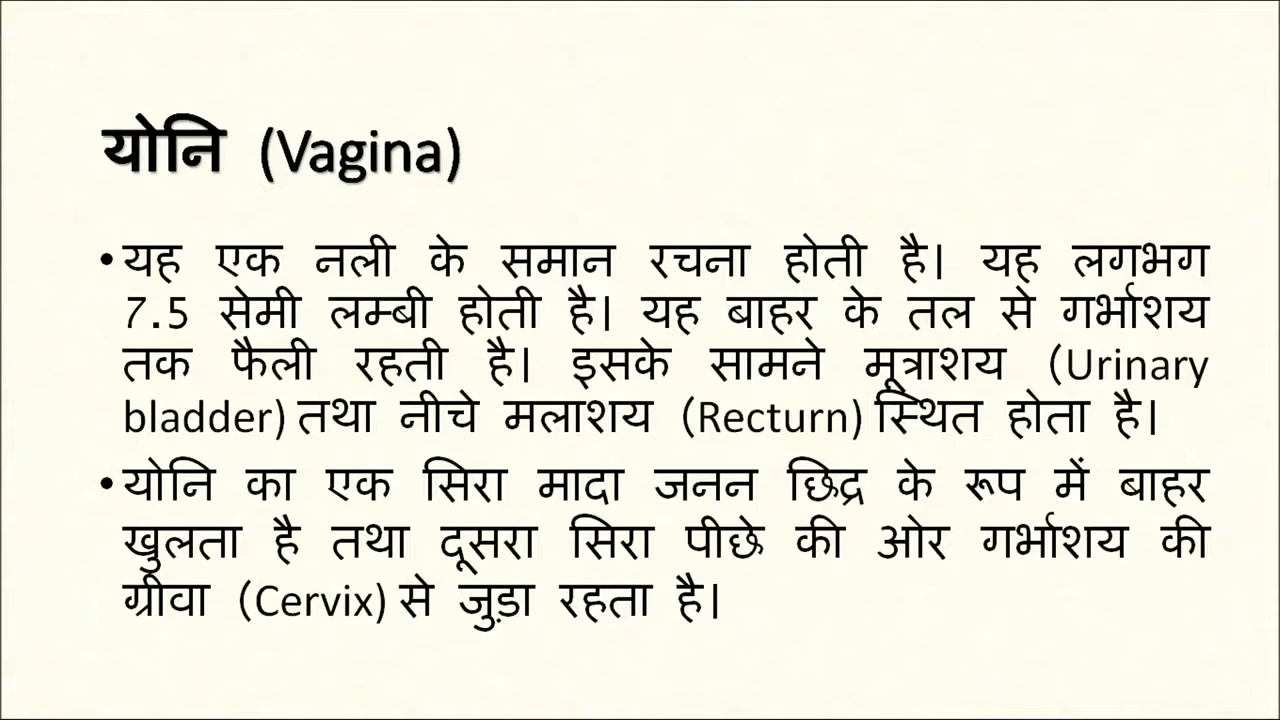 योनि (Vagina)
•यह एक नली के समान रचना होती है। यह लगभग
7.5 सेमी लम्बी होती है। यह बाहर के तल से गर्भाशय
तक फैली रहती है। इसके सामने मूत्राशय (Urinary
bladder) तथा नीचे मलाशय (Recturn) स्थित होता है।
•योनि का एक सिरा मादा जनन छिद्र के रूप में बाहर
खुलता है तथा दूसरा सिरा पीछे की ओर गर्भाशय की
ग्रीवा (Cervix) से जुड़ा रहता है।